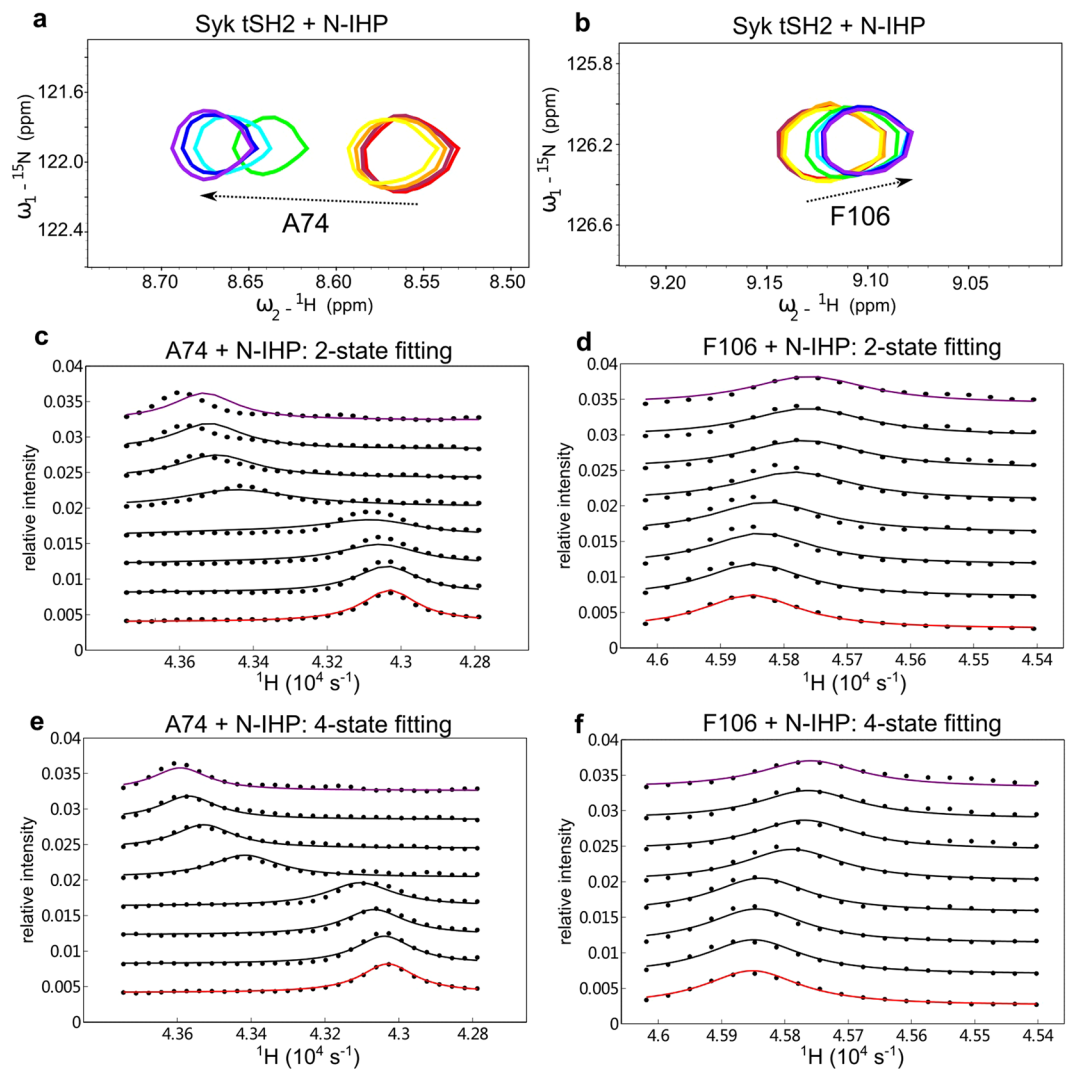 a
Syk tSH2 + N-IHP
121.6
122.0
122.4
ω1 - 15N (ppm)
A74
8.70 8.65 8.60 8.55 8.50
ω2 - 1H (ppm)
b
Syk tSH2 + N-IHP
125.8
126.2
126.6
ω1 - 15N (ppm)
F106
9.20 9.15 9.10 9.05
ω2 - 1H (ppm)
c
A74 + N-IHP: 2-state fitting
0.04
0.035
0.03
0.025
0.02
0.015
0.01
0.005
0
relative intensity
4.36 4.34 4.32 4.3 4.28
1H (10^4 s^-1)
d
F106 + N-IHP: 2-state fitting
0.04
0.035
0.03
0.025
0.02
0.015
0.01
0.005
0
relative intensity
4.6 4.59 4.58 4.57 4.56 4.55 4.54
1H (10^4 s^-1)
e
A74 + N-IHP: 4-state fitting
0.04
0.035
0.03
0.025
0.02
0.015
0.01
0.005
0
relative intensity
4.36 4.34 4.32 4.3 4.28
1H (10^4 s^-1)
f
F106 + N-IHP: 4-state fitting
0.04
0.035
0.03
0.025
0.02
0.015
0.01
0.005
0
relative intensity
4.6 4.59 4.58 4.57 4.56 4.55 4.54
1H (10^4 s^-1)